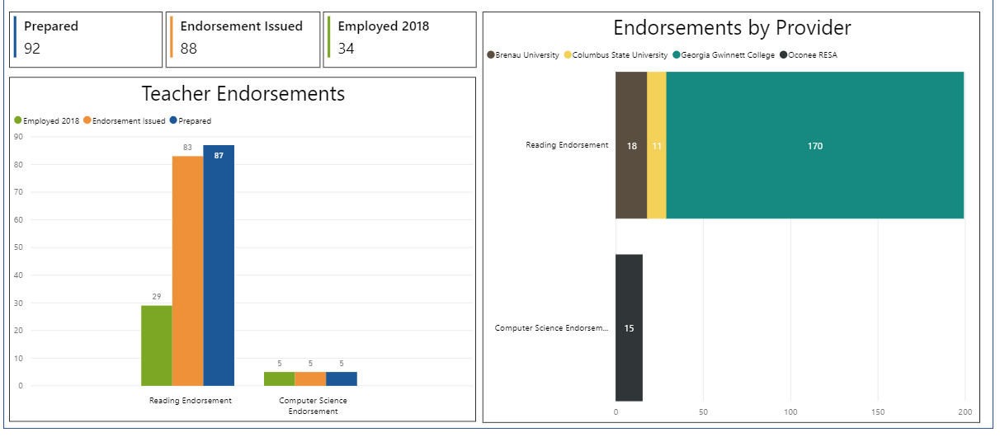 Prepared
92
Endorsement Issued
88
Employed 2018
34
Teacher Endorsements
Employed 2018 Endorsement Issued Prepared
90
80
70
60
50
40
30
20
10
0
29
83
87
5
5
5
Reading Endorsement
Computer Science
Endorsement
Endorsements by Provider
Brenau University Columbus State University Georgia Gwinnett College Oconee RESA
Reading Endorsement
18
11
170
Computer Science Endorsem...
15
0
50
100
150
200